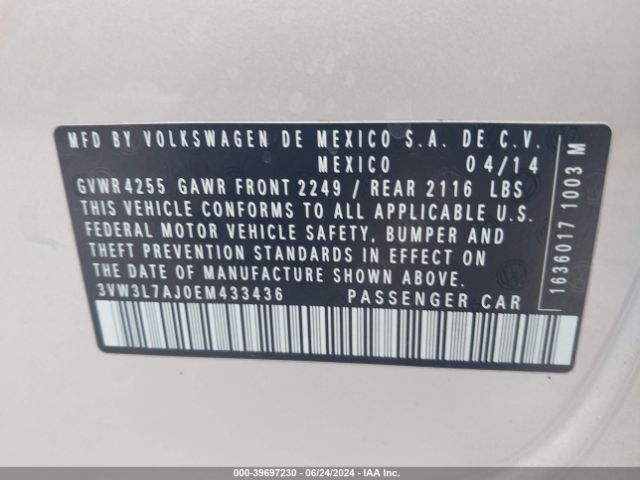 MFD BY VOLKSWAGEN DE MEXICO S.A. DE C.V.
MEXICO 04/14
GVWR 4255 GAWR FRONT 2249 / REAR 2116 LBS
THIS VEHICLE CONFORMS TO ALL APPLICABLE U.S.
FEDERAL MOTOR VEHICLE SAFETY, BUMPER AND
THEFT PREVENTION STANDARDS IN EFFECT ON
THE DATE OF MANUFACTURE SHOWN ABOVE.
3VW3L7AJ0EM433436 PASSENGER CAR
1636017 1003 M
000-39697230 - 06/24/2024 - IAA Inc.